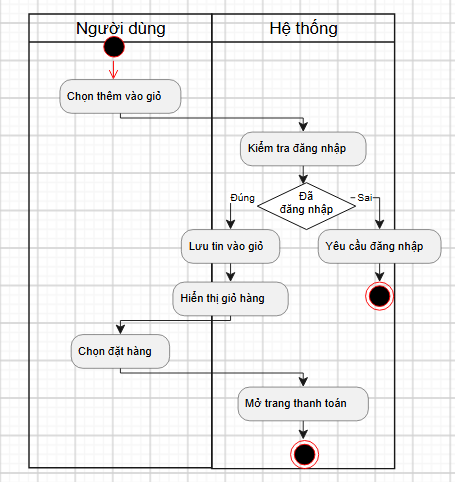 Người dùng
Hệ thống
Chọn thêm vào giỏ
Kiểm tra đăng nhập
Đã
đăng nhập
Đúng
Sai
Lưu tin vào giỏ
Yêu cầu đăng nhập
Hiển thị giỏ hàng
Chọn đặt hàng
Mở trang thanh toán